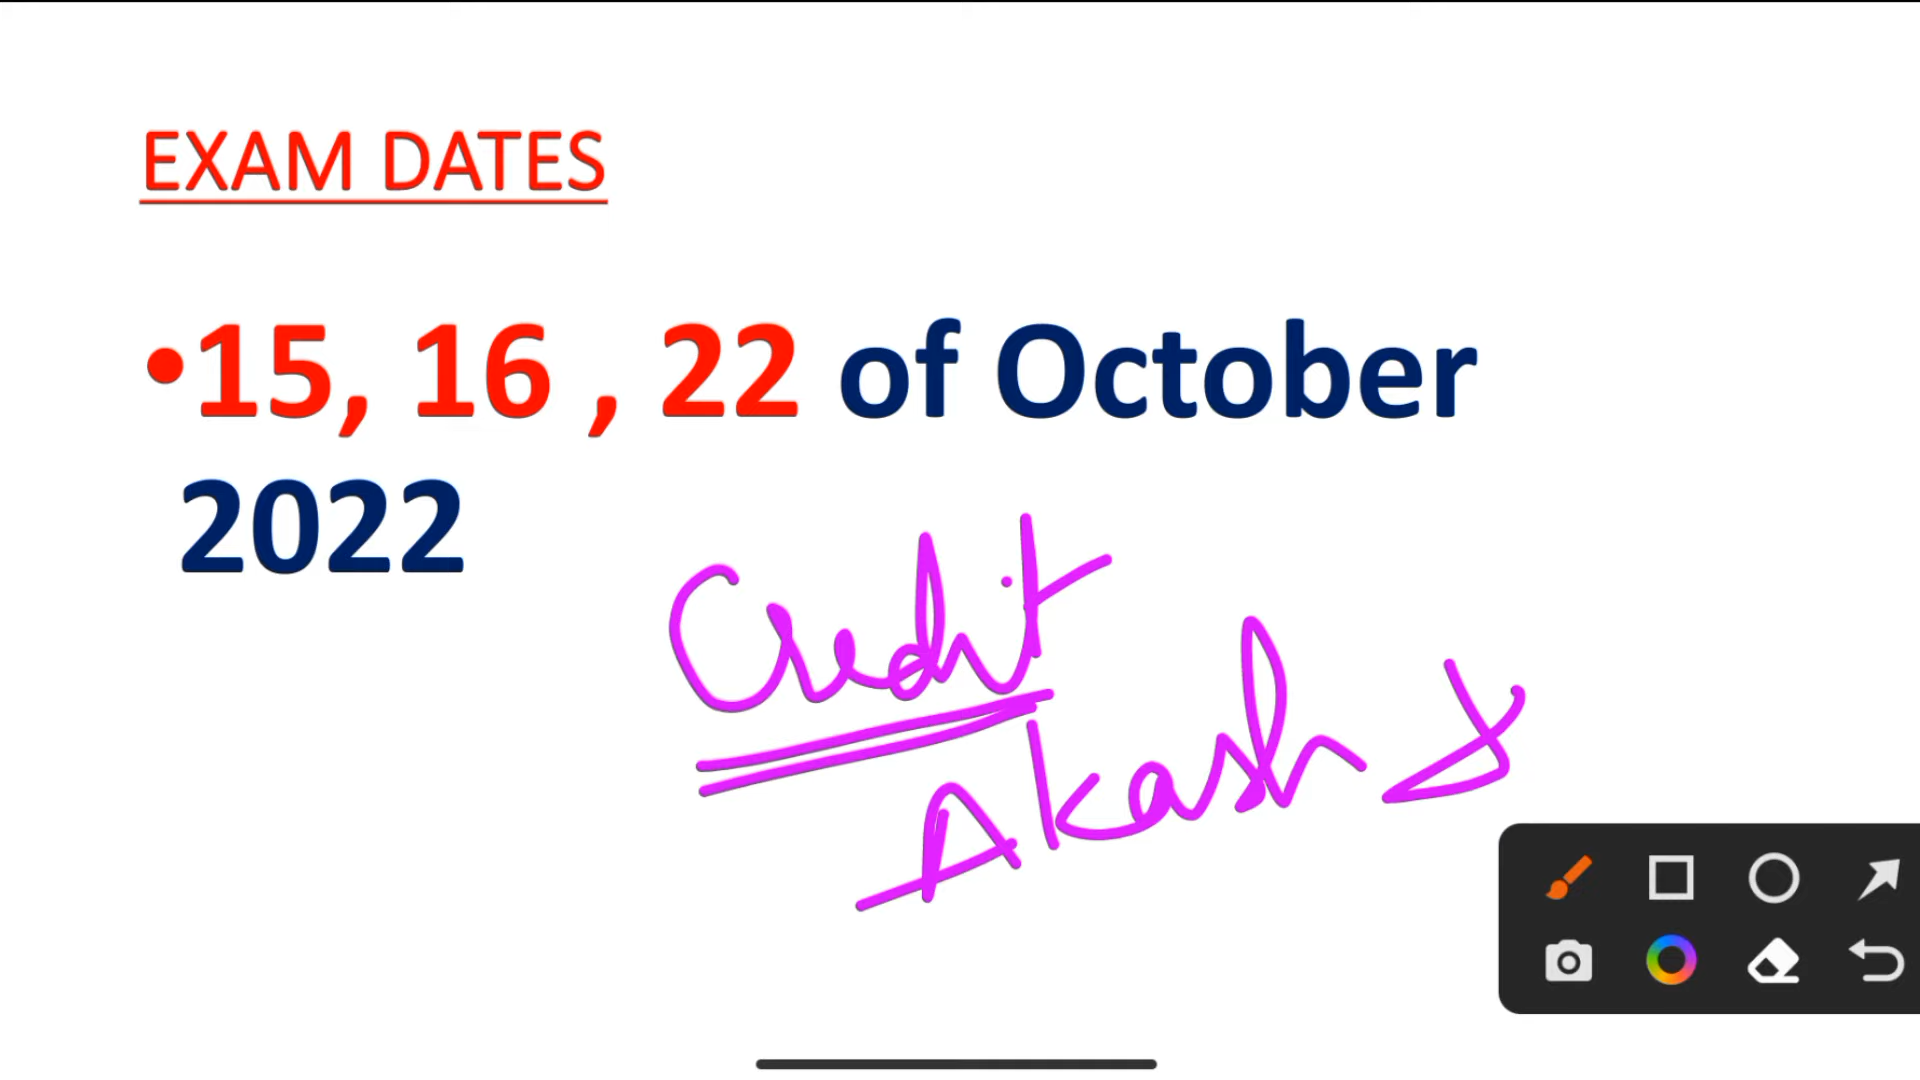 EXAM DATES
•15, 16 , 22 of October
2022
Credit
Akash